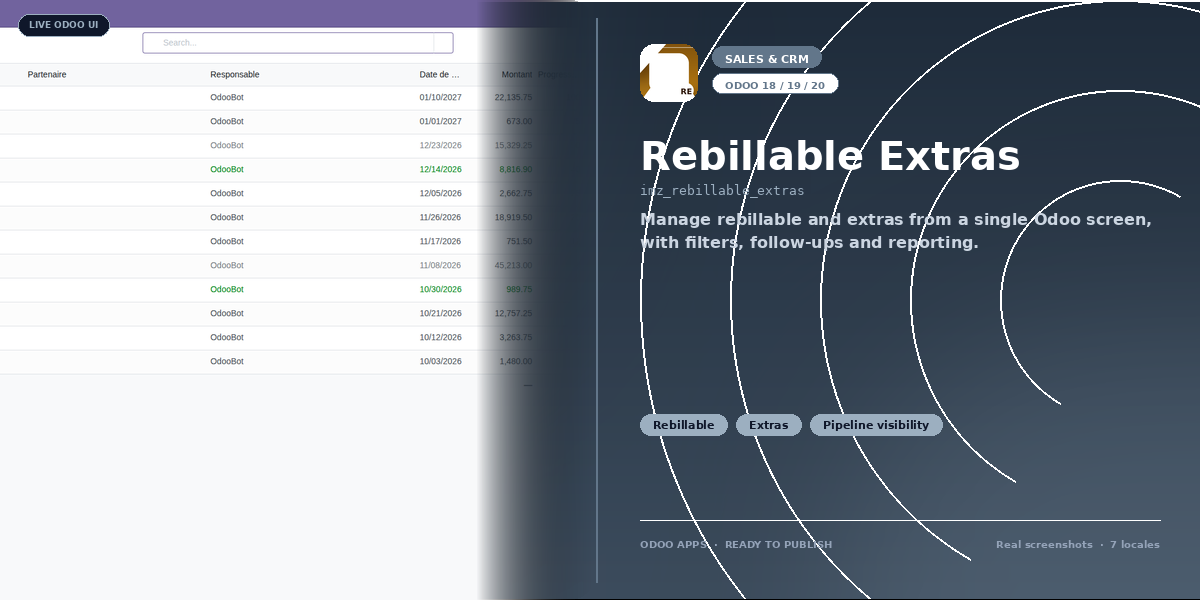 LIVE ODOO UI
Search...
Partenaire Responsable Date de ... Montant
OdooBot 01/10/2027 22,135.75
OdooBot 01/01/2027 673.00
OdooBot 12/23/2026 15,329.25
OdooBot 12/14/2026 8,816.90
OdooBot 12/05/2026 2,662.75
OdooBot 11/26/2026 18,919.50
OdooBot 11/17/2026 751.50
OdooBot 11/08/2026 45,213.00
OdooBot 10/30/2026 989.75
OdooBot 10/21/2026 12,757.25
OdooBot 10/12/2026 3,263.75
OdooBot 10/03/2026 1,480.00
RE
SALES & CRM
ODOO 18 / 19 / 20
Rebillable Extras
imz_rebillable_extras
Manage rebillable and extras from a single Odoo screen,
with filters, follow-ups and reporting.
Rebillable Extras Pipeline visibility
ODOO APPS · READY TO PUBLISH
Real screenshots · 7 locales